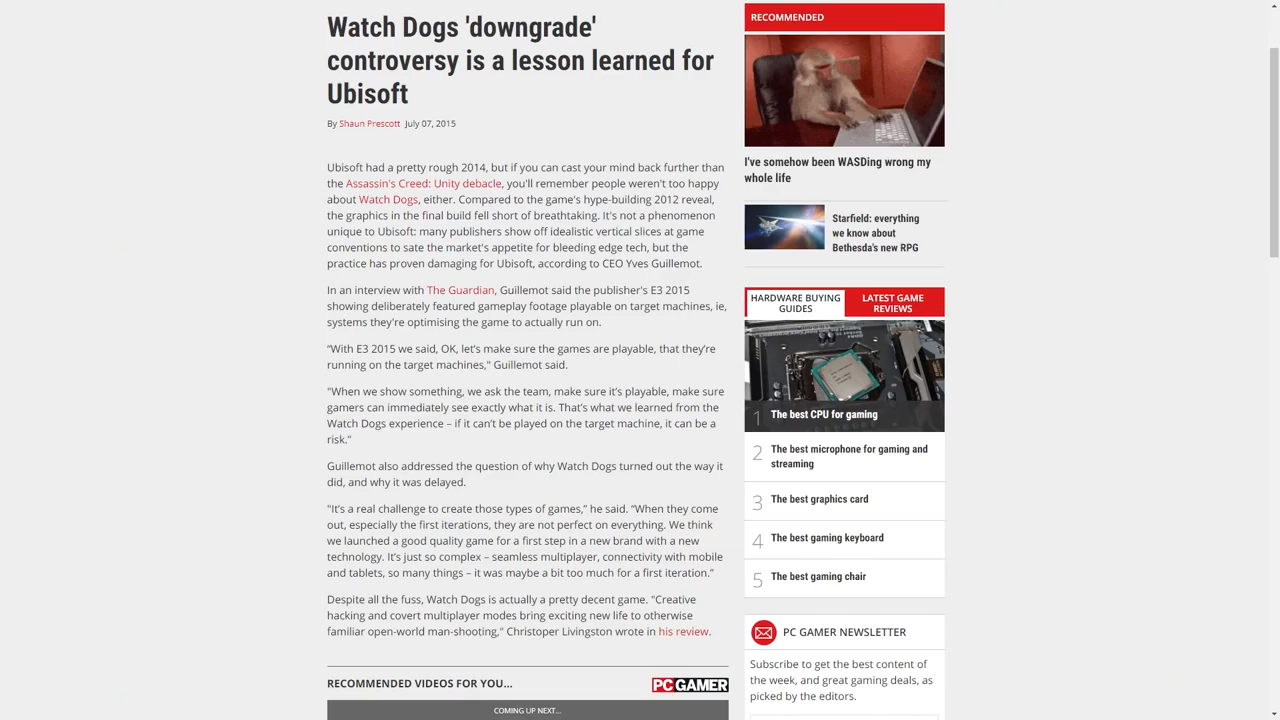 Watch Dogs 'downgrade'
controversy is a lesson learned for
Ubisoft
By Shaun Prescott July 07, 2015
Ubisoft had a pretty rough 2014, but if you can cast your mind back further than
the Assassin's Creed: Unity debacle, you'll remember people weren't too happy
about Watch Dogs, either. Compared to the game's hype-building 2012 reveal,
the graphics in the final build fell short of breathtaking. It's not a phenomenon
unique to Ubisoft: many publishers show off idealistic vertical slices at game
conventions to sate the market's appetite for bleeding edge tech, but the
practice has proven damaging for Ubisoft, according to CEO Yves Guillemot.
In an interview with The Guardian, Guillemot said the publisher's E3 2015
showing deliberately featured gameplay footage playable on target machines, ie,
systems they're optimising the game to actually run on.
“With E3 2015 we said, OK, let’s make sure the games are playable, that they’re
running on the target machines," Guillemot said.
"When we show something, we ask the team, make sure it’s playable, make sure
gamers can immediately see exactly what it is. That’s what we learned from the
Watch Dogs experience – if it can’t be played on the target machine, it can be a
risk.”
Guillemot also addressed the question of why Watch Dogs turned out the way it
did, and why it was delayed.
"It’s a real challenge to create those types of games,” he said. “When they come
out, especially the first iterations, they are not perfect on everything. We think
we launched a good quality game for a first step in a new brand with a new
technology. It’s just so complex – seamless multiplayer, connectivity with mobile
and tablets, so many things – it was maybe a bit too much for a first iteration.”
Despite all the fuss, Watch Dogs is actually a pretty decent game. "Creative
hacking and covert multiplayer modes bring exciting new life to otherwise
familiar open-world man-shooting," Christoper Livingston wrote in his review.
RECOMMENDED VIDEOS FOR YOU...
PC GAMER
COMING UP NEXT...
RECOMMENDED
I've somehow been WASDing wrong my
whole life
Starfield: everything
we know about
Bethesda's new RPG
HARDWARE BUYING
GUIDES
LATEST GAME
REVIEWS
1 The best CPU for gaming
2 The best microphone for gaming and
streaming
3 The best graphics card
4 The best gaming keyboard
5 The best gaming chair
PC GAMER NEWSLETTER
Subscribe to get the best content of
the week, and great gaming deals, as
picked by the editors.